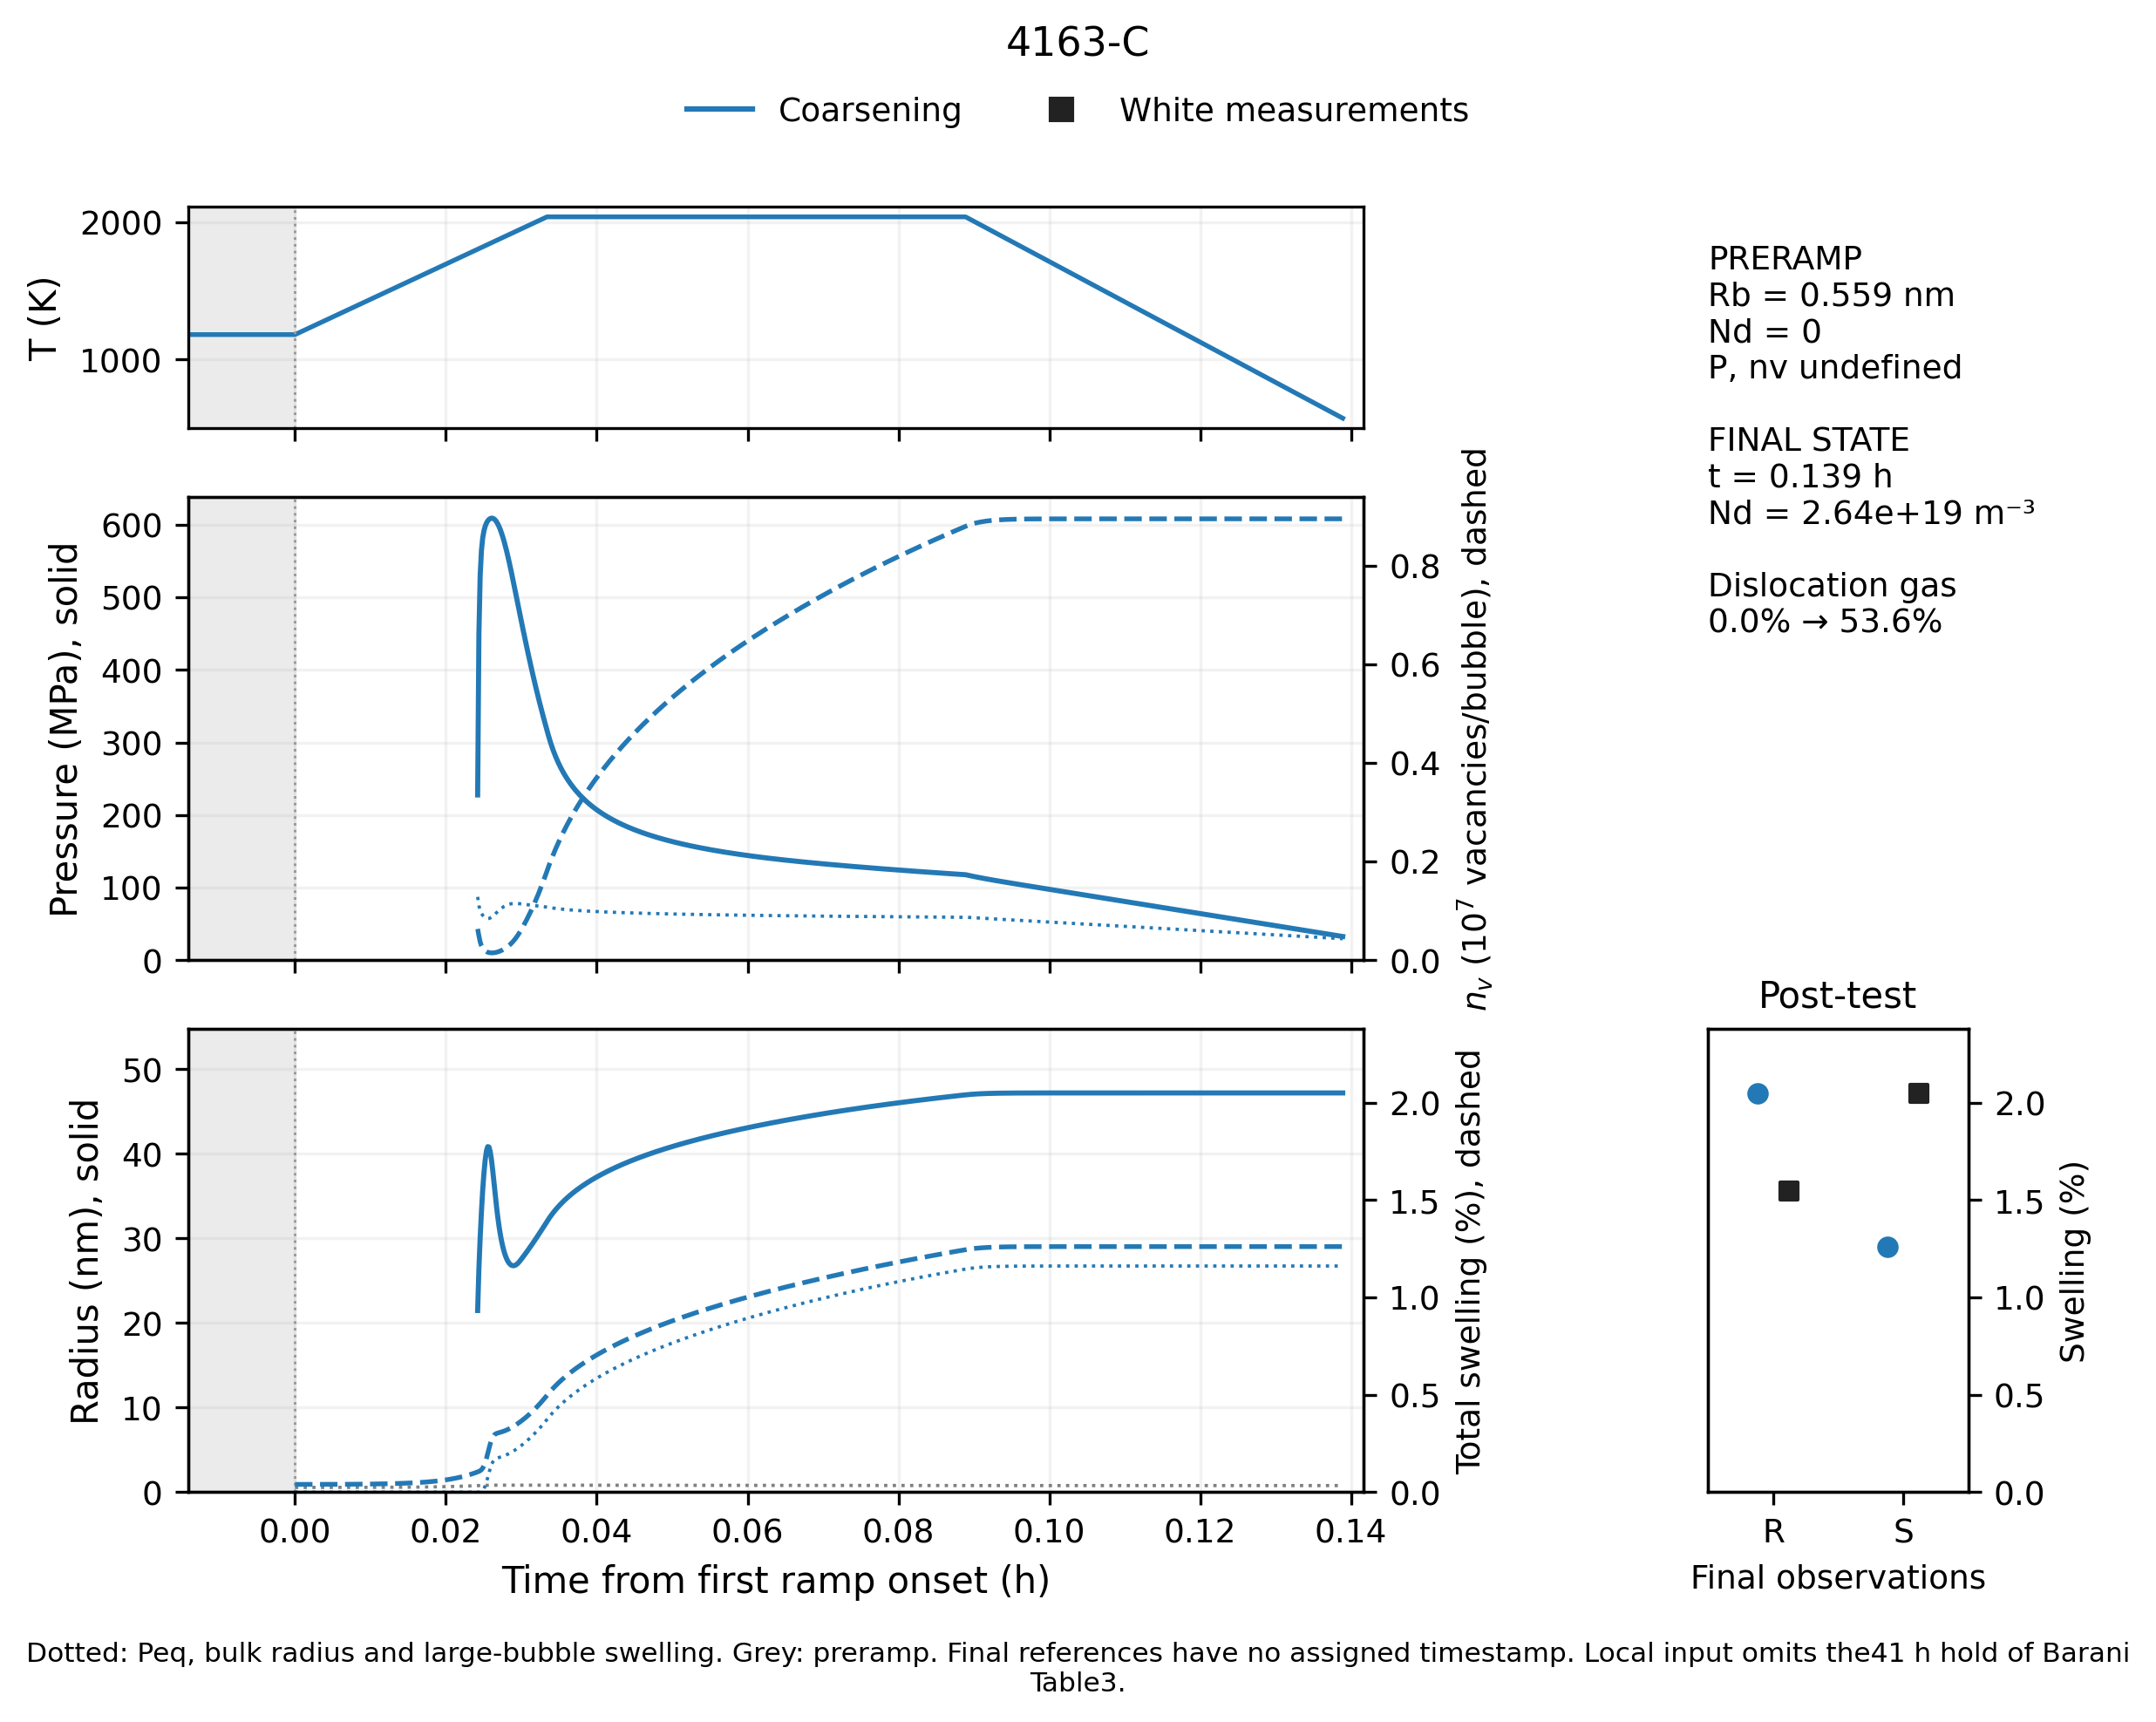 4163-C
Coarsening
White measurements
T (K)
2000
1000
PRERAMP
Rb = 0.559 nm
Nd = 0
P, nv undefined
FINAL STATE
t = 0.139 h
Nd = 2.64e+19 m⁻³
Dislocation gas
0.0% → 53.6%
Pressure (MPa), solid
600
500
400
300
200
100
0
0.8
0.6
0.4
0.2
0.0
nᵥ (10⁷ vacancies/bubble), dashed
Radius (nm), solid
50
40
30
20
10
0
2.0
1.5
1.0
0.5
0.0
Total swelling (%), dashed
0.00 0.02 0.04 0.06 0.08 0.10 0.12 0.14
Time from first ramp onset (h)
Post-test
2.0
1.5
1.0
0.5
0.0
Swelling (%)
R S
Final observations
Dotted: Peq, bulk radius and large-bubble swelling. Grey: preramp. Final references have no assigned timestamp. Local input omits the41 h hold of Barani
Table3.